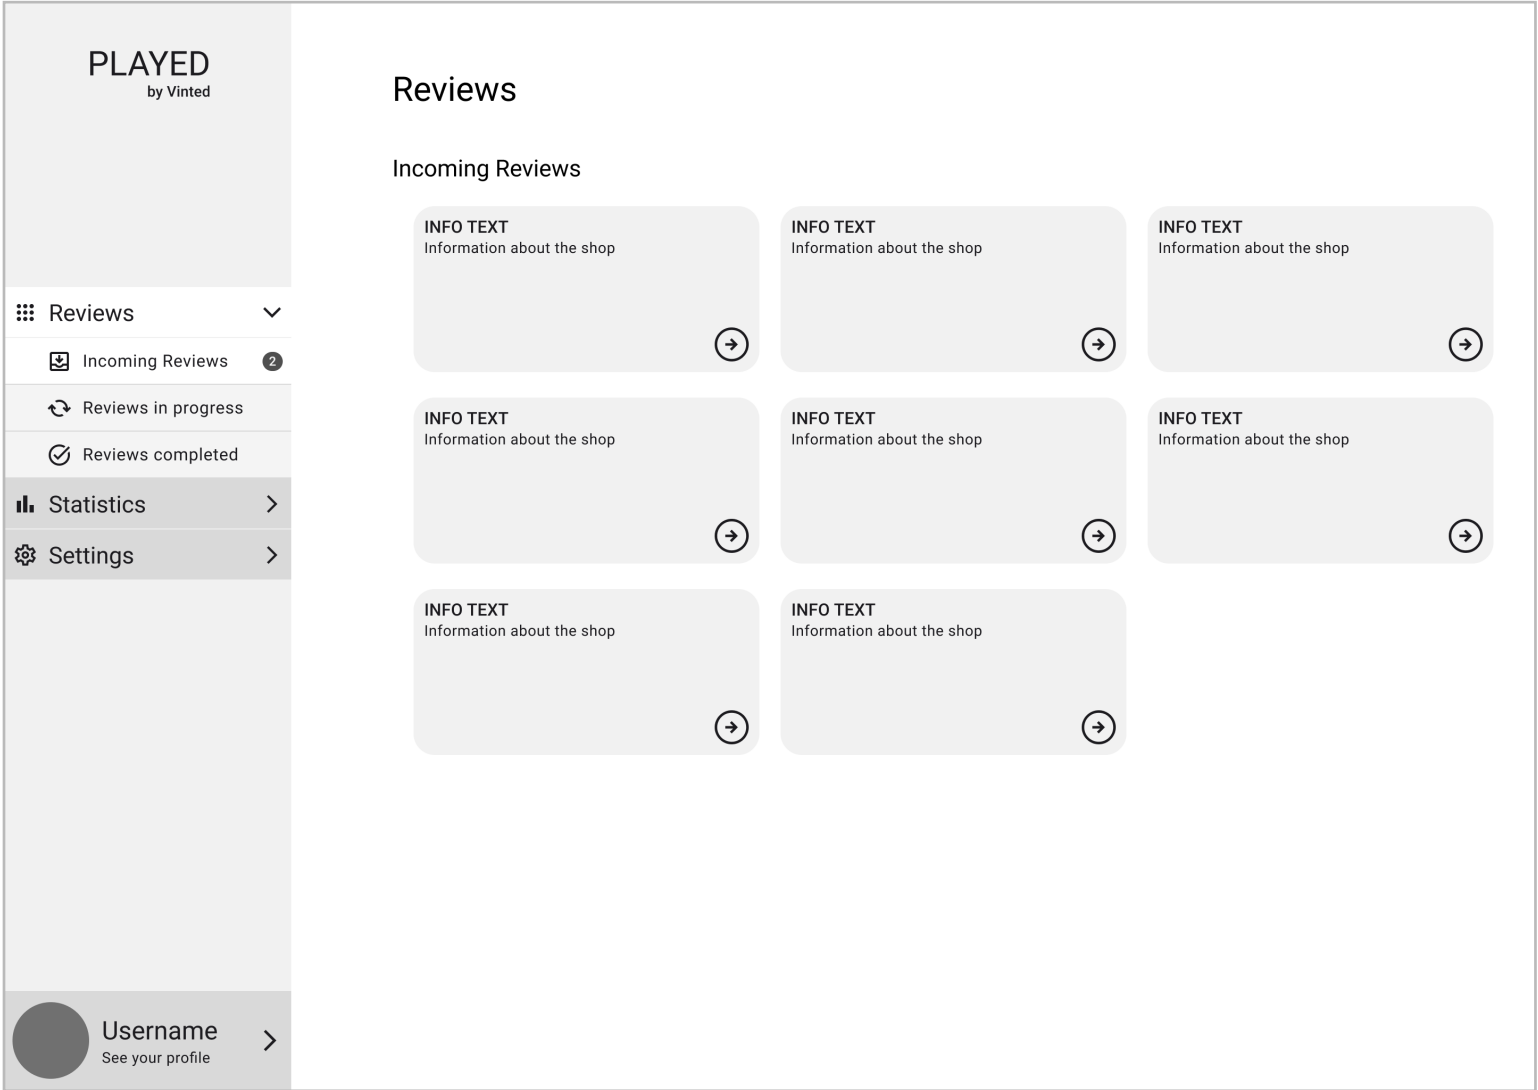 PLAYED
by Vinted
Reviews
Incoming Reviews
2
Reviews in progress
Reviews completed
Statistics
Settings
Username
See your profile
Reviews
Incoming Reviews
INFO TEXT
Information about the shop
INFO TEXT
Information about the shop
INFO TEXT
Information about the shop
INFO TEXT
Information about the shop
INFO TEXT
Information about the shop
INFO TEXT
Information about the shop
INFO TEXT
Information about the shop
INFO TEXT
Information about the shop